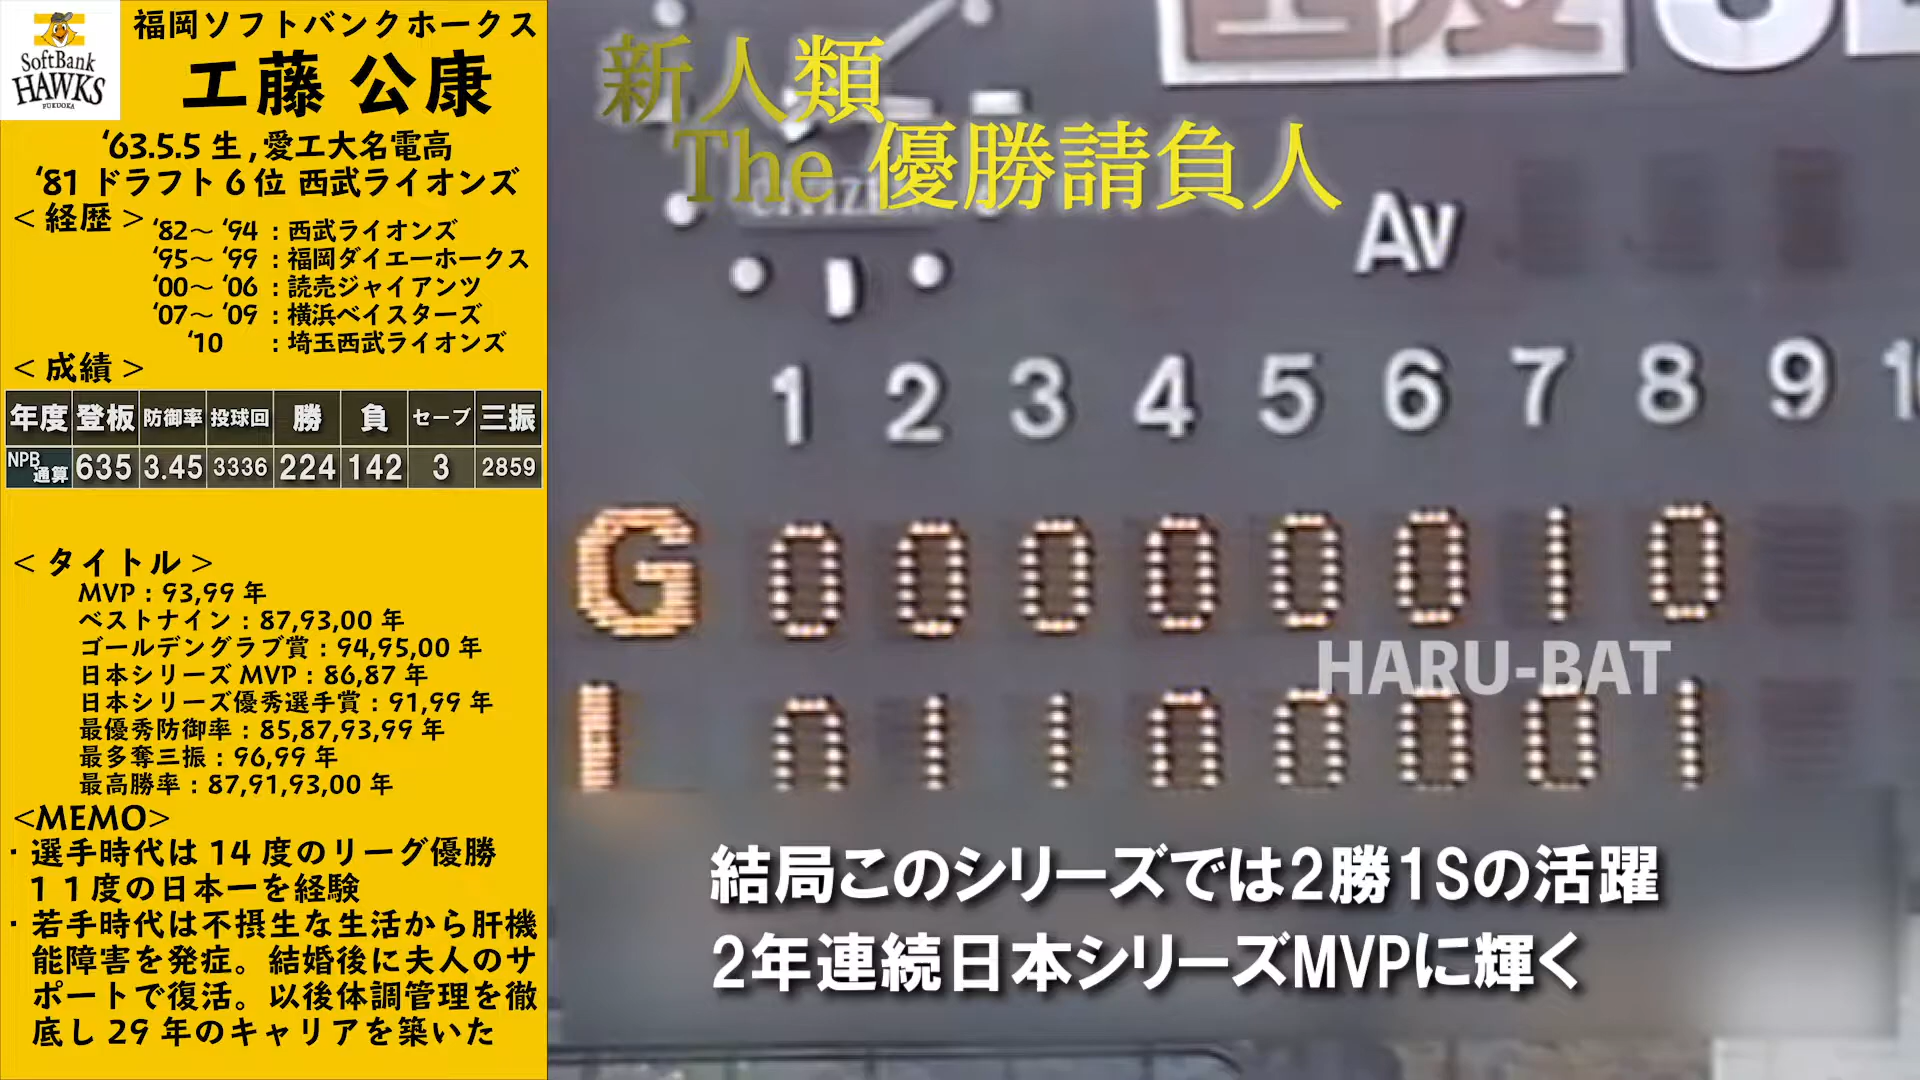 SoftBank
HAWKS
FUKUOKA
福岡ソフトバンクホークス
工藤 公康
‘63.5.5 生 , 愛工大名電高
‘81 ドラフト 6 位 西武ライオンズ
< 経歴 >
‘82～ ‘94 : 西武ライオンズ
‘95～ ‘99 : 福岡ダイエーホークス
‘00～ ‘06 : 読売ジャイアンツ
‘07～ ‘09 : 横浜ベイスターズ
‘10 : 埼玉西武ライオンズ
< 成績 >
年度 登板 防御率 投球回 勝 負 セーブ 三振
NPB通算 635 3.45 3336 224 142 3 2859
< タイトル >
MVP : 93,99 年
ベストナイン : 87,93,00 年
ゴールデングラブ賞 : 94,95,00 年
日本シリーズ MVP : 86,87 年
日本シリーズ優秀選手賞 : 91,99 年
最優秀防御率 : 85,87,93,99 年
最多奪三振 : 96,99 年
最高勝率 : 87,91,93,00 年
<MEMO>
・選手時代は 14 度のリーグ優勝
１１度の日本一を経験
・若手時代は不摂生な生活から肝機
能障害を発症。結婚後に夫人のサ
ポートで復活。以後体調管理を徹
底し 29 年のキャリアを築いた
新人類
The 優勝請負人
Av
1 2 3 4 5 6 7 8 9
G 0 0 0 0 0 0 1 0
0 1 1 0 0 0 0 1
HARU-BAT
結局このシリーズでは2勝1Sの活躍
2年連続日本シリーズMVPに輝く